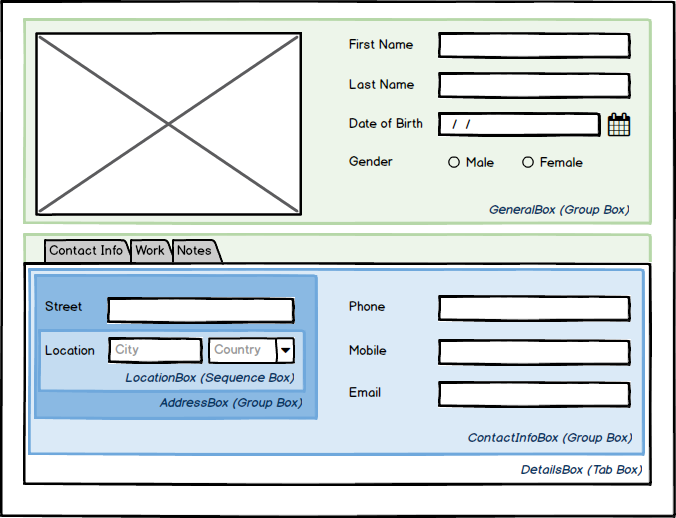 First Name
Last Name
Date of Birth / /
Gender Male Female
GeneralBox (Group Box)
Contact Info Work Notes
Street
Location City Country
LocationBox (Sequence Box)
AddressBox (Group Box)
Phone
Mobile
Email
ContactInfoBox (Group Box)
DetailsBox (Tab Box)